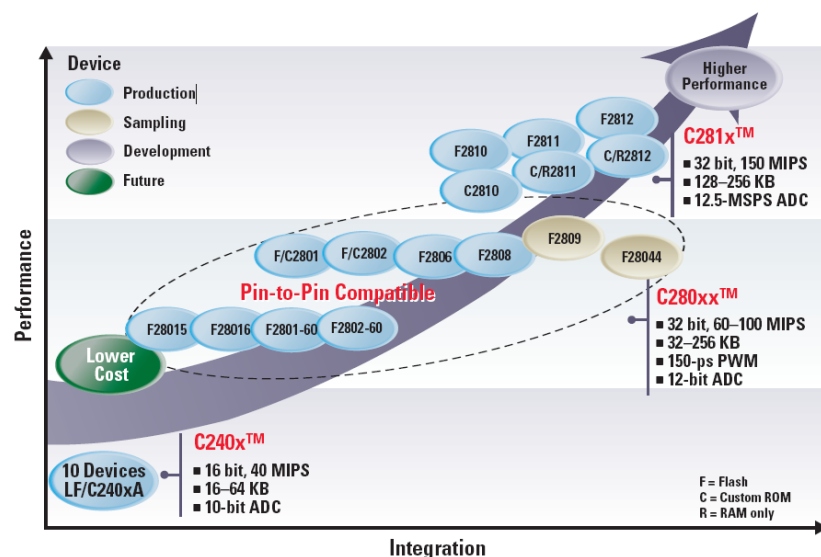 Device
Production
Sampling
Development
Future
Higher
Performance
F2812
F2811
F2810
C/R2812
C/R2811
C2810
C281x™
■ 32 bit, 150 MIPS
■ 128–256 KB
■ 12.5-MSPS ADC
F2809
F28044
F/C2801
F/C2802
F2806
F2808
Pin-to-Pin Compatible
F28015
F28016
F2801-60
F2802-60
C280xx™
■ 32 bit, 60–100 MIPS
■ 32–256 KB
■ 150-ps PWM
■ 12-bit ADC
Lower
Cost
C240x™
■ 16 bit, 40 MIPS
■ 16–64 KB
■ 10-bit ADC
10 Devices
LF/C240xA
F = Flash
C = Custom ROM
R = RAM only
Performance
Integration